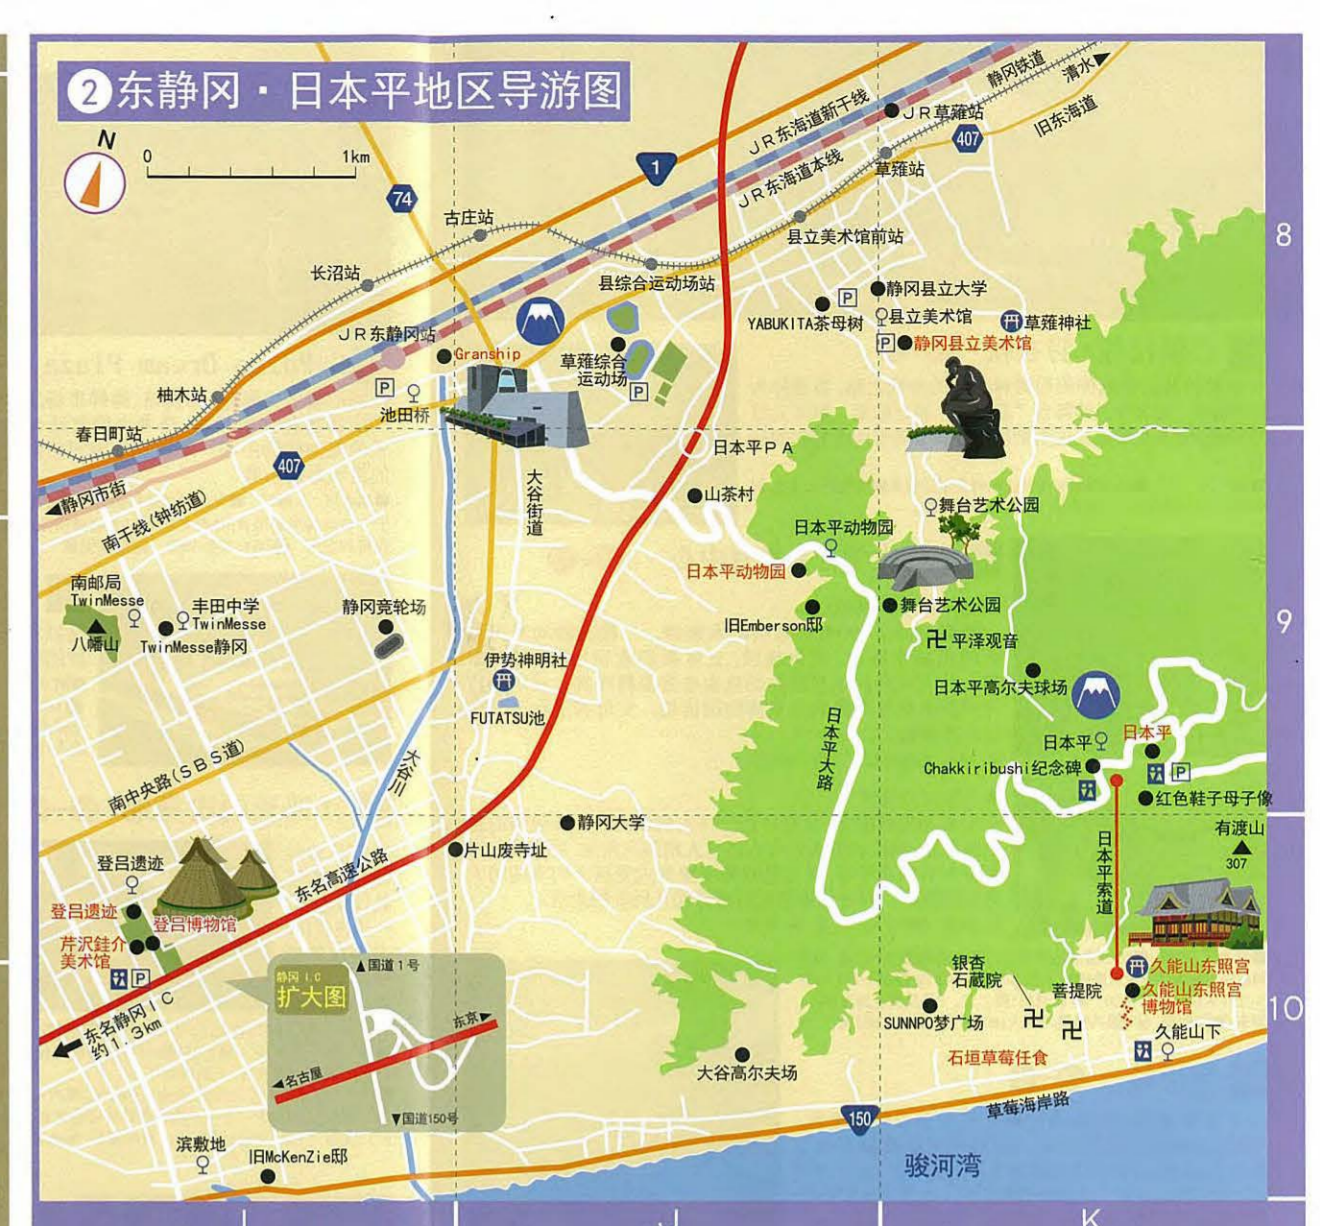 2 东静冈・日本平地区导游图
N
0 1km
74
1
407
静冈铁道
清水▶
旧东海道
JR东海道新干线
JR东海道本线
JR草薙站
草薙站
县立美术馆前站
古庄站
长沼站
县综合运动场站
8
静冈县立大学
P
YABUKITA茶母树
县立美术馆
草薙神社
P
静冈县立美术馆
JR东静冈站
Granship
草薙综合
运动场
P
P
池田桥
柚木站
春日町站
◀静冈市街
407
南干线(钟纺道)
大谷街道
日本平PA
山茶村
舞台艺术公园
日本平动物园
日本平动物园
旧Emberson邸
舞台艺术公园
卍平泽观音
9
南邮局
TwinMesse
丰田中学
TwinMesse
八幡山
TwinMesse静冈
静冈竞轮场
伊势神明社
FUTATSU池
日本平高尔夫球场
日本平大路
日本平
日本平
Chakkiribushi纪念碑
P
红色鞋子母子像
南中央路(SBS道)
大谷川
静冈大学
片山废寺址
东名高速公路
日本平索道
有渡山
307
登吕遗迹
登吕遗迹
登吕博物馆
芹沢銈介
美术馆
P
东名静冈IC
约1.3km
静冈I.C
扩大图
▲国道1号
东京▶
◀名古屋
▼国道150号
银杏
石蔵院
卍
菩提院
卍
久能山东照宫
久能山东照宫
博物馆
久能山下
SUNNPO梦广场
石垣草莓任食
10
大谷高尔夫场
150
草莓海岸路
骏河湾
滨敷地
旧McKenZie邸
I
J
K